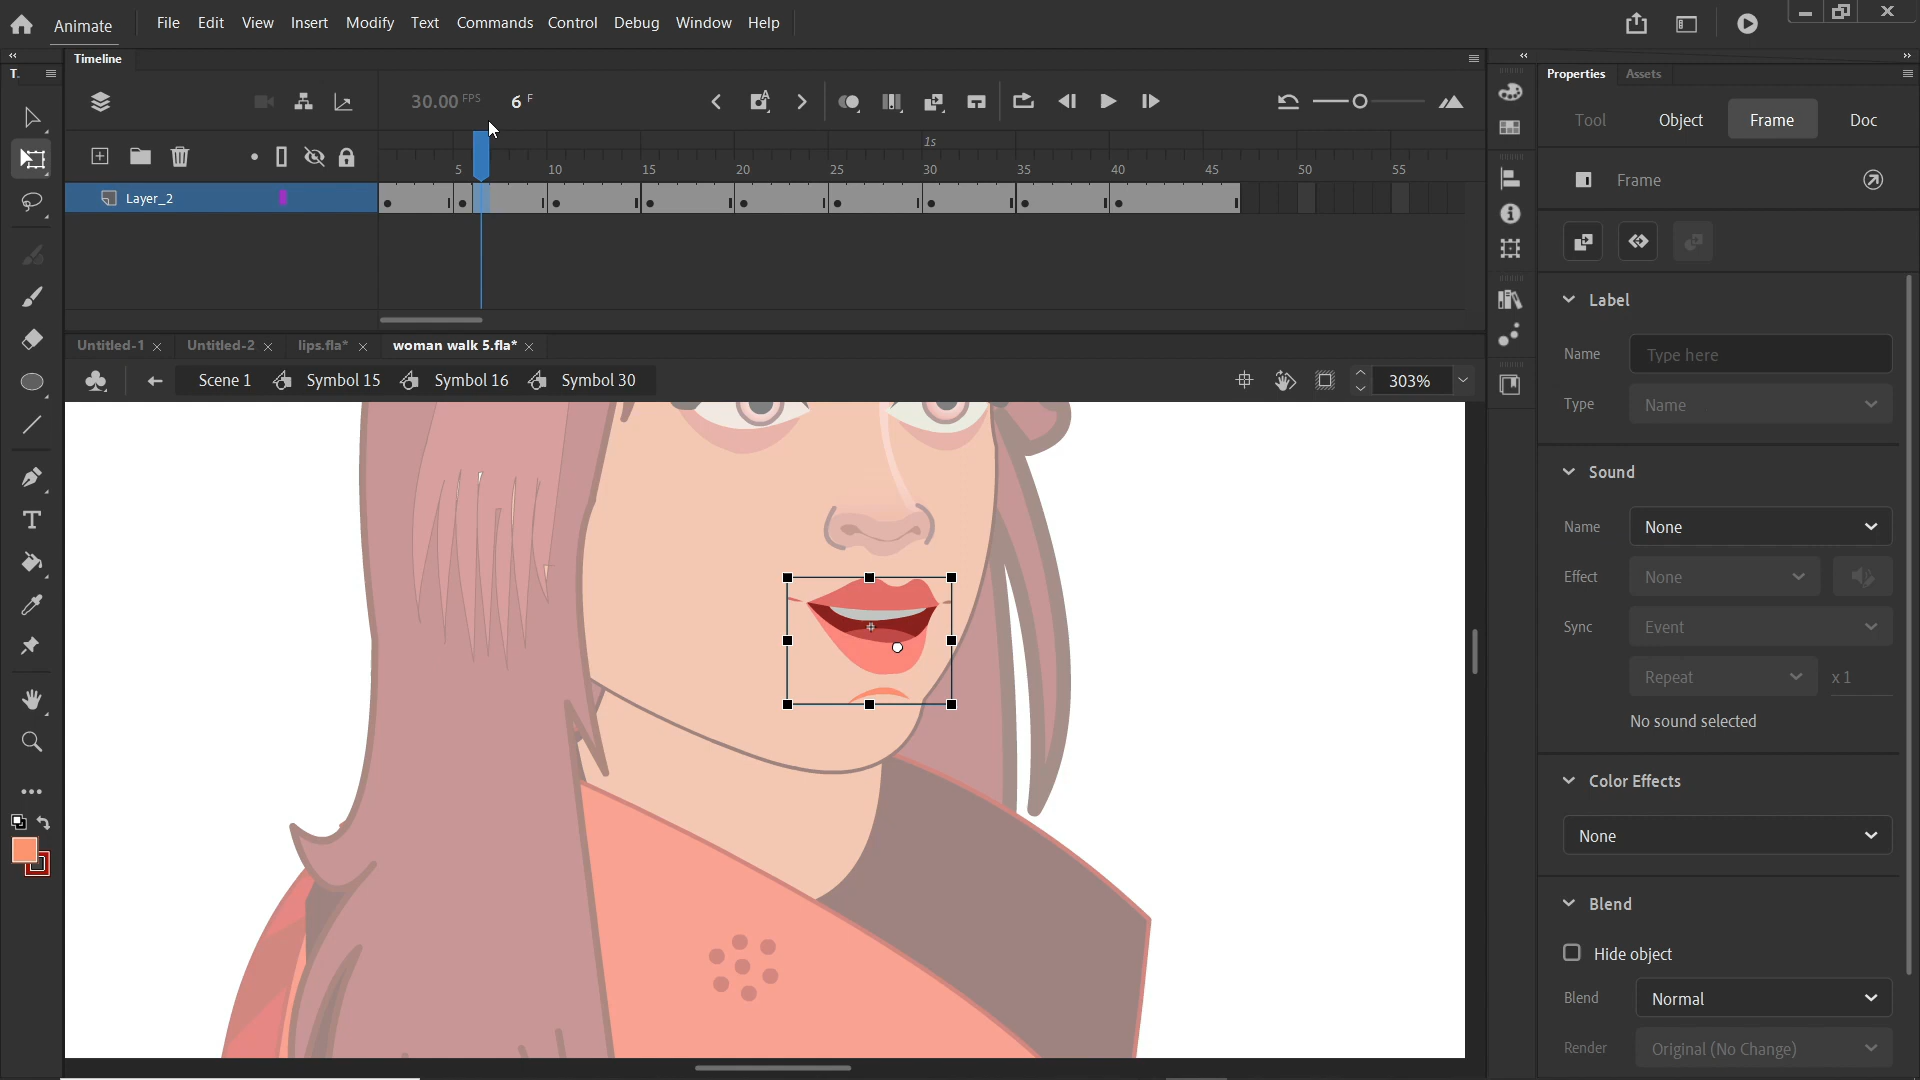 Animate File Edit View Insert Modify Text Commands Control Debug Window Help
Timeline
T.
Properties Assets
30.00 FPS 6 F
Tool Object Frame Doc
1s
5 10 15 20 25 30 35 40 45 50 55
Layer_2
Frame
Label
Name Type here
Type Name
Untitled-1 × Untitled-2 × lips.fla* × woman walk 5.fla* ×
Scene 1 Symbol 15 Symbol 16 Symbol 30 303%
Sound
Name None
Effect None
Sync Event
Repeat x 1
No sound selected
Color Effects
None
Blend
Hide object
Blend Normal
Render Original (No Change)